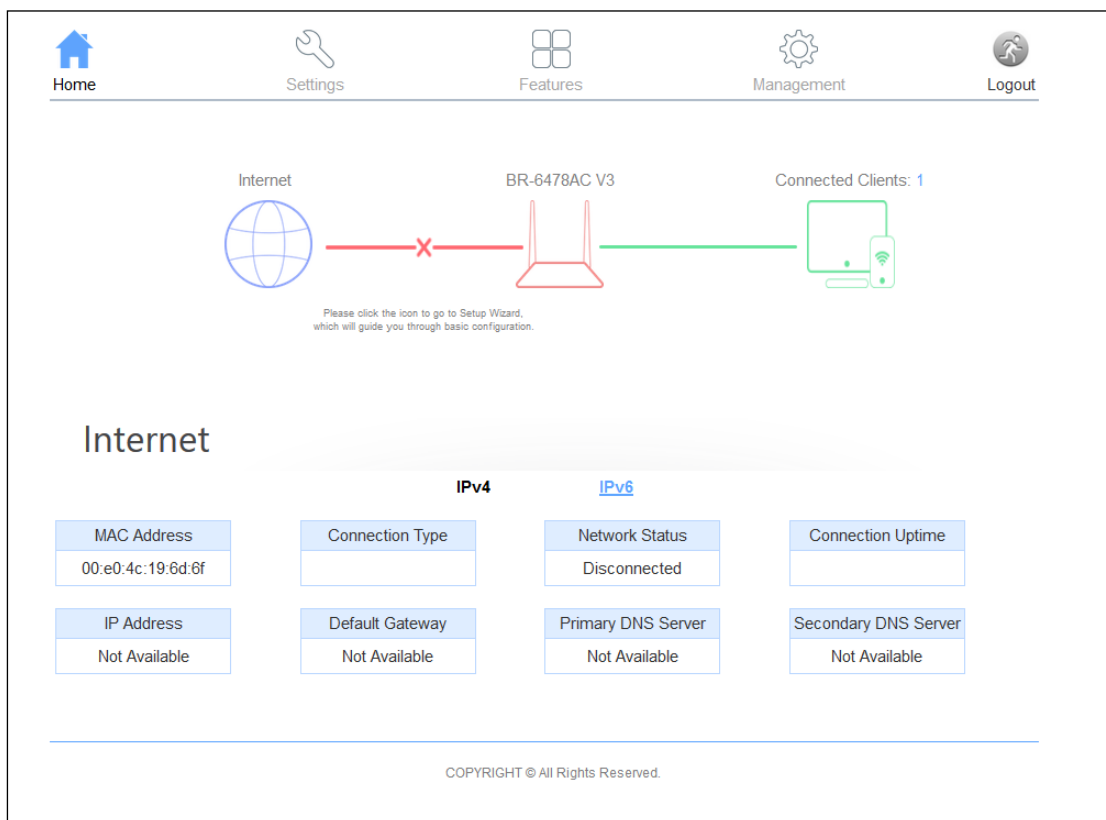 Home
Settings
Features
Management
Logout
Internet
BR-6478AC V3
Connected Clients: 1
Please click the icon to go to Setup Wizard,
which will guide you through basic configuration.
Internet
IPv4
IPv6
MAC Address
Connection Type
Network Status
Connection Uptime
00:e0:4c:19:6d:6f
Disconnected
IP Address
Default Gateway
Primary DNS Server
Secondary DNS Server
Not Available
Not Available
Not Available
Not Available
COPYRIGHT © All Rights Reserved.